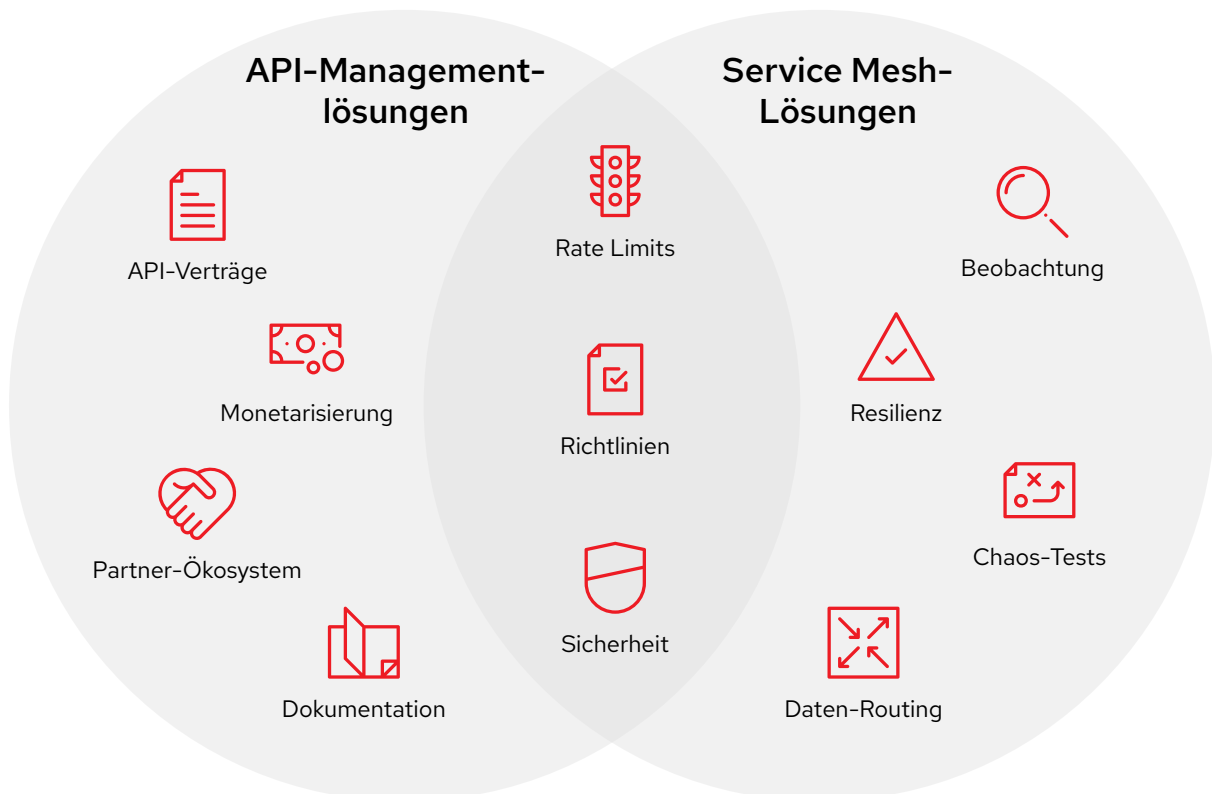 API-Management-
lösungen
Service Mesh-
Lösungen
API-Verträge
Monetarisierung
Partner-Ökosystem
Dokumentation
Rate Limits
Richtlinien
Sicherheit
Beobachtung
Resilienz
Chaos-Tests
Daten-Routing